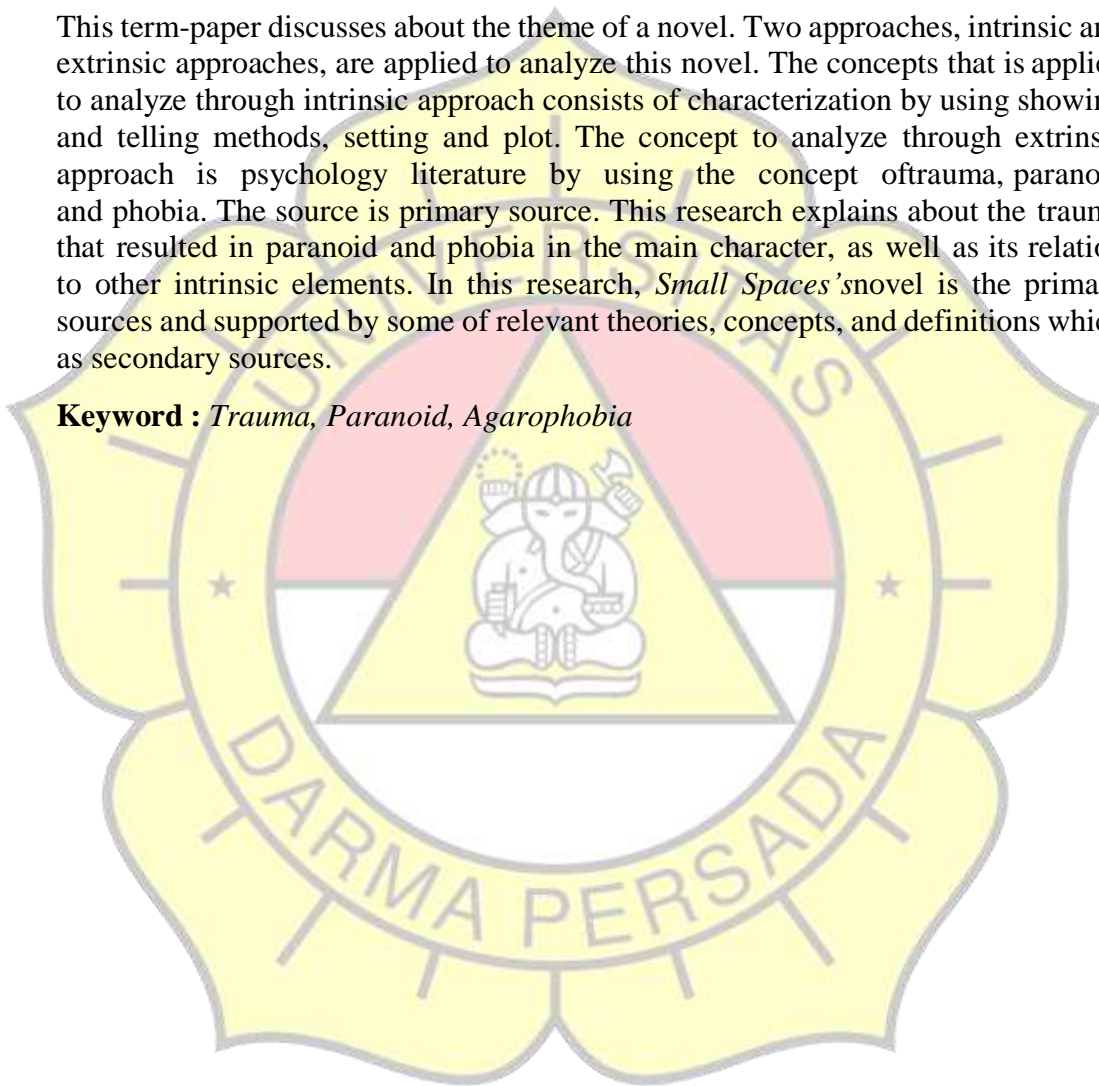 This term-paper discusses about the theme of a novel. Two approaches, intrinsic an
extrinsic approaches, are applied to analyze this novel. The concepts that is applie
to analyze through intrinsic approach consists of characterization by using showin
and telling methods, setting and plot. The concept to analyze through extrins
approach is psychology literature by using the concept oftrauma, parano
and phobia. The source is primary source. This research explains about the traum
that resulted in paranoid and phobia in the main character, as well as its relatio
to other intrinsic elements. In this research, Small Spaces’snovel is the prima
sources and supported by some of relevant theories, concepts, and definitions whic
as secondary sources.
Keyword : Trauma, Paranoid, Agarophobia
UNIVERSITAS
DARMA PERSADA